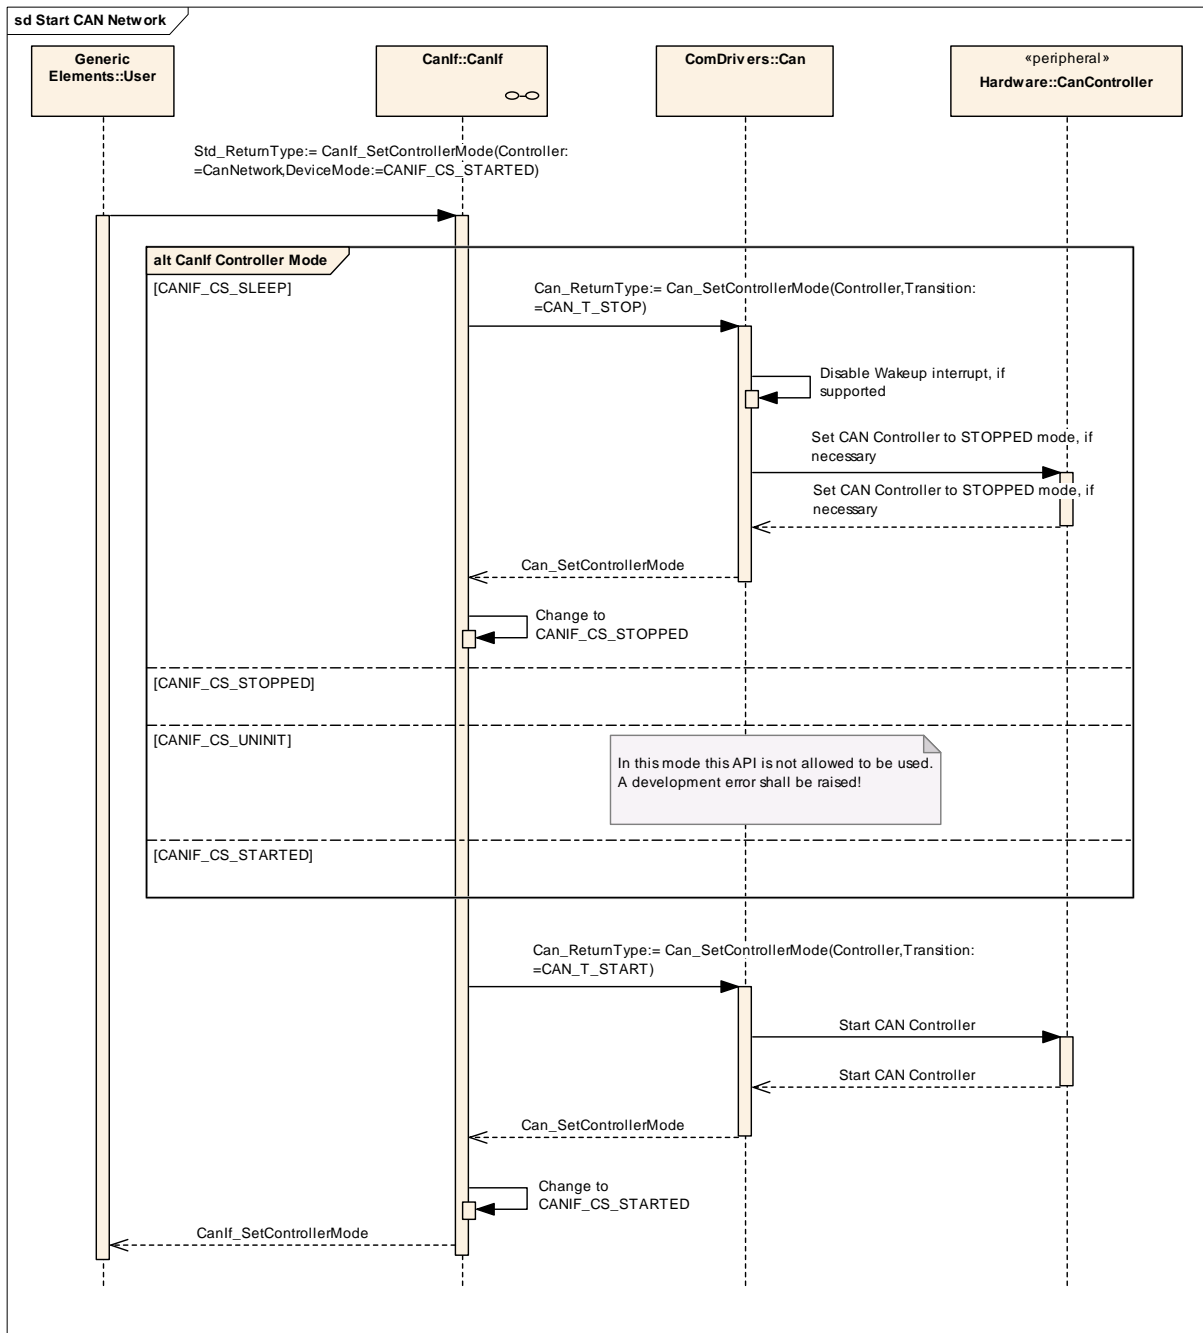 sd Start CAN Network
Generic
Elements::User
CanIf::CanIf
ComDrivers::Can
«peripheral»
Hardware::CanController
Std_ReturnType:= CanIf_SetControllerMode(Controller:
=CanNetwork,DeviceMode:=CANIF_CS_STARTED)
alt CanIf Controller Mode
[CANIF_CS_SLEEP]
Can_ReturnType:= Can_SetControllerMode(Controller,Transition:
=CAN_T_STOP)
Disable Wakeup interrupt, if
supported
Set CAN Controller to STOPPED mode, if
necessary
Set CAN Controller to STOPPED mode, if
necessary
Can_SetControllerMode
Change to
CANIF_CS_STOPPED
[CANIF_CS_STOPPED]
[CANIF_CS_UNINIT]
In this mode this API is not allowed to be used.
A development error shall be raised!
[CANIF_CS_STARTED]
Can_ReturnType:= Can_SetControllerMode(Controller,Transition:
=CAN_T_START)
Start CAN Controller
Start CAN Controller
Can_SetControllerMode
Change to
CANIF_CS_STARTED
CanIf_SetControllerMode